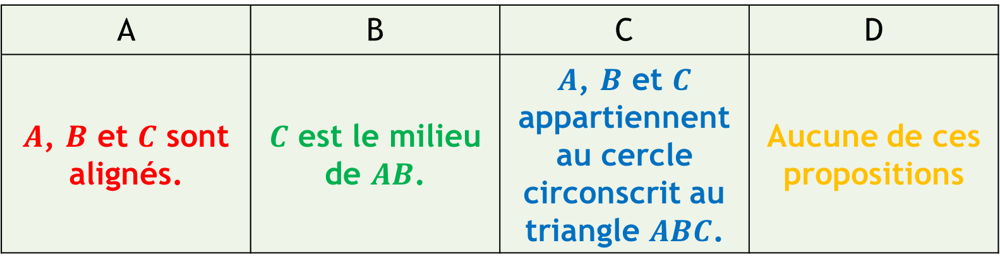 A B C D
A, B et C sont
alignés.
C est le milieu
de AB.
A, B et C
appartiennent
au cercle
circonscrit au
triangle ABC.
Aucune de ces
propositions